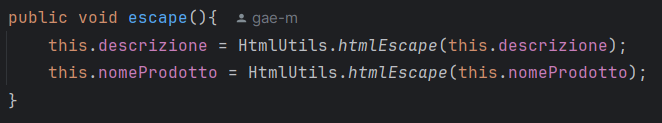 public void escape(){ gae-m
this.descrizione = HtmlUtils.htmlEscape(this.descrizione);
this.nomeProdotto = HtmlUtils.htmlEscape(this.nomeProdotto);
}